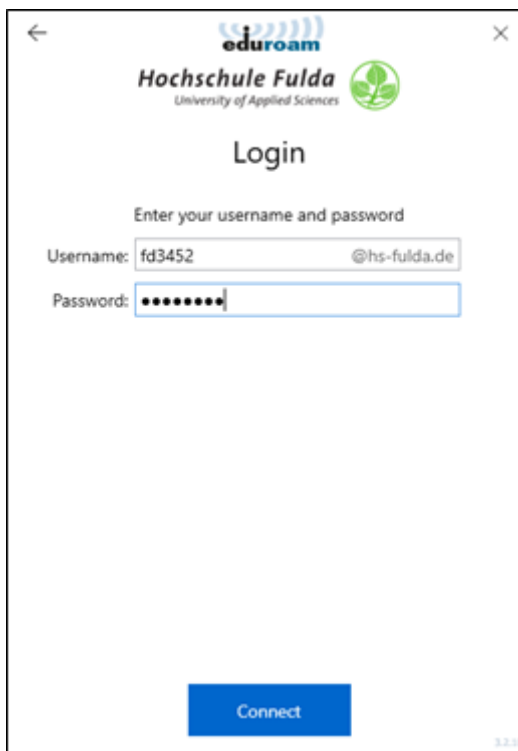 eduroam
Hochschule Fulda
University of Applied Sciences
Login
Enter your username and password
Username: fd3452 @hs-fulda.de
Password: ●●●●●●●●
Connect